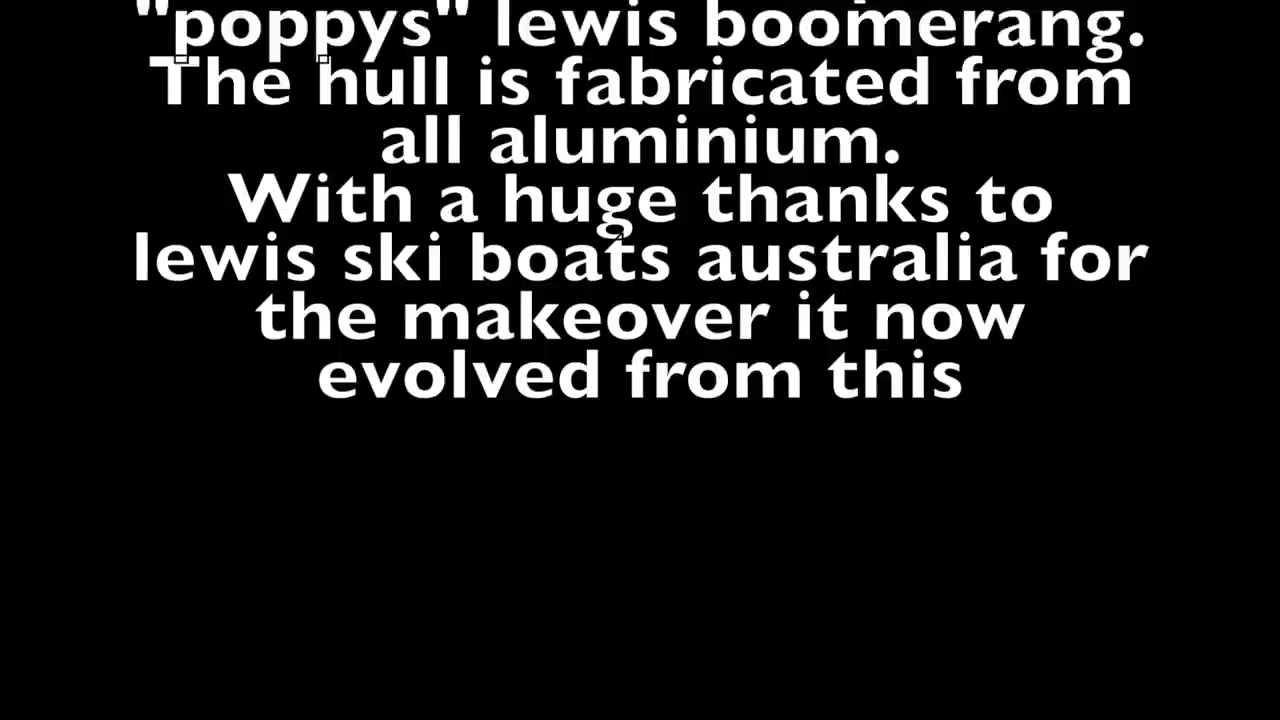 "poppys" lewis boomerang.
The hull is fabricated from
all aluminium.
With a huge thanks to
lewis ski boats australia for
the makeover it now
evolved from this